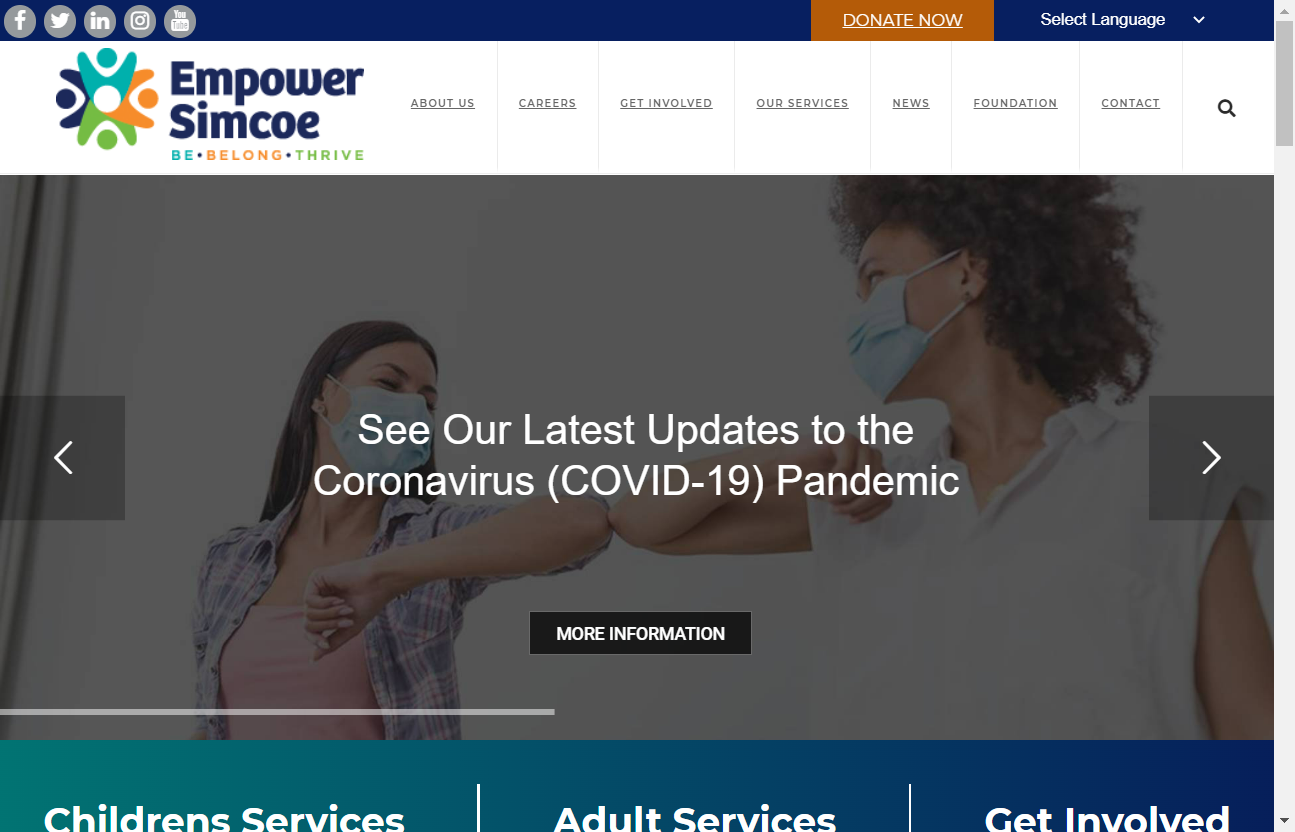 You
Tube
DONATE NOW
Select Language
Empower
Simcoe
BE•BELONG•THRIVE
ABOUT US
CAREERS
GET INVOLVED
OUR SERVICES
NEWS
FOUNDATION
CONTACT
See Our Latest Updates to the
Coronavirus (COVID-19) Pandemic
MORE INFORMATION
Childrens Services
Adult Services
Get Involved